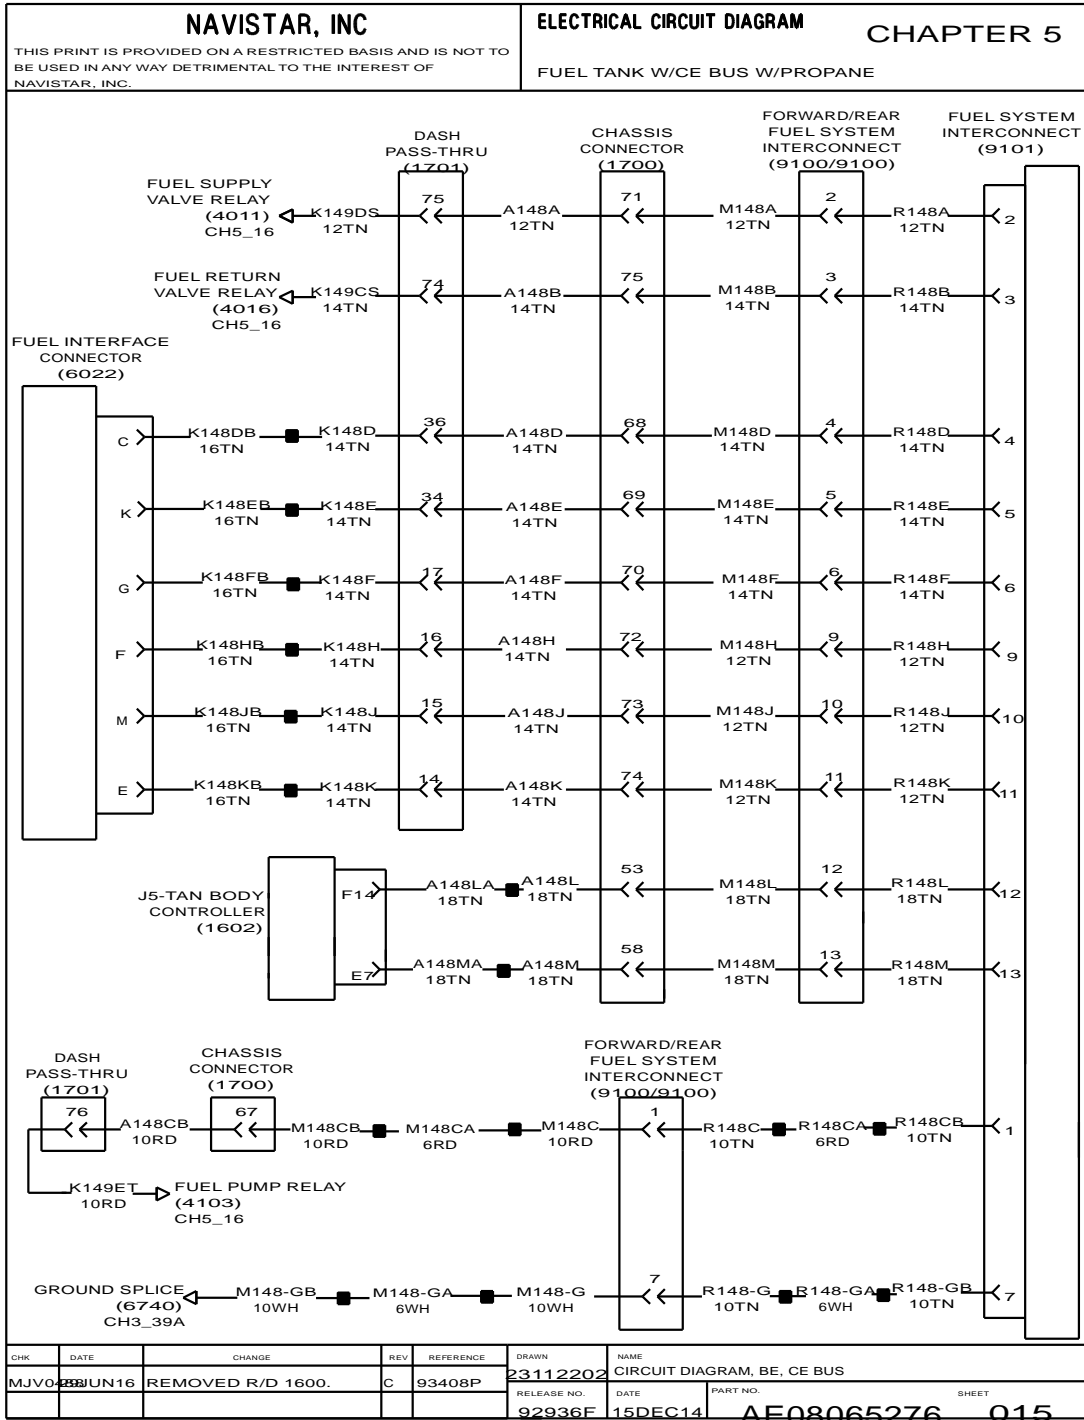 NAVISTAR, INC
THIS PRINT IS PROVIDED ON A RESTRICTED BASIS AND IS NOT TO
BE USED IN ANY WAY DETRIMENTAL TO THE INTEREST OF
NAVISTAR, INC.
ELECTRICAL CIRCUIT DIAGRAM
CHAPTER 5
FUEL TANK W/CE BUS W/PROPANE
DASH
PASS-THRU
(1701)
CHASSIS
CONNECTOR
(1700)
FORWARD/REAR
FUEL SYSTEM
INTERCONNECT
(9100/9100)
FUEL SYSTEM
INTERCONNECT
(9101)
FUEL SUPPLY
VALVE RELAY
(4011)
CH5_16
K149DS
12TN
75
A148A
12TN
71
M148A
12TN
2
R148A
12TN
2
FUEL RETURN
VALVE RELAY
(4016)
CH5_16
K149CS
14TN
74
A148B
14TN
75
M148B
14TN
3
R148B
14TN
3
FUEL INTERFACE
CONNECTOR
(6022)
C
K148DB
16TN
K148D
14TN
36
A148D
14TN
68
M148D
14TN
4
R148D
14TN
4
K
K148EB
16TN
K148E
14TN
34
A148E
14TN
69
M148E
14TN
5
R148E
14TN
5
G
K148FB
16TN
K148F
14TN
17
A148F
14TN
70
M148F
14TN
6
R148F
14TN
6
F
K148HB
16TN
K148H
14TN
16
A148H
14TN
72
M148H
12TN
9
R148H
12TN
9
M
K148JB
16TN
K148J
14TN
15
A148J
14TN
73
M148J
12TN
10
R148J
12TN
10
E
K148KB
16TN
K148K
14TN
14
A148K
14TN
74
M148K
12TN
11
R148K
12TN
11
J5-TAN BODY
CONTROLLER
(1602)
F14
A148LA
18TN
A148L
18TN
53
M148L
18TN
12
R148L
18TN
12
E7
A148MA
18TN
A148M
18TN
58
M148M
18TN
13
R148M
18TN
13
DASH
PASS-THRU
(1701)
CHASSIS
CONNECTOR
(1700)
FORWARD/REAR
FUEL SYSTEM
INTERCONNECT
(9100/9100)
76
A148CB
10RD
67
M148CB
10RD
M148CA
6RD
M148C
10RD
1
R148C
10TN
R148CA
6RD
R148CB
10TN
1
K149ET
10RD
FUEL PUMP RELAY
(4103)
CH5_16
GROUND SPLICE
(6740)
CH3_39A
M148-GB
10WH
M148-GA
6WH
M148-G
10WH
7
R148-G
10TN
R148-GA
6WH
R148-GB
10TN
7
CHK
DATE
CHANGE
REV
REFERENCE
DRAWN
NAME
JUN16
REMOVED R/D 1600.
C
93408P
23112202
CIRCUIT DIAGRAM, BE, CE BUS
RELEASE NO.
DATE
PART NO.
SHEET
92936F
15DEC14
AE08065276
015